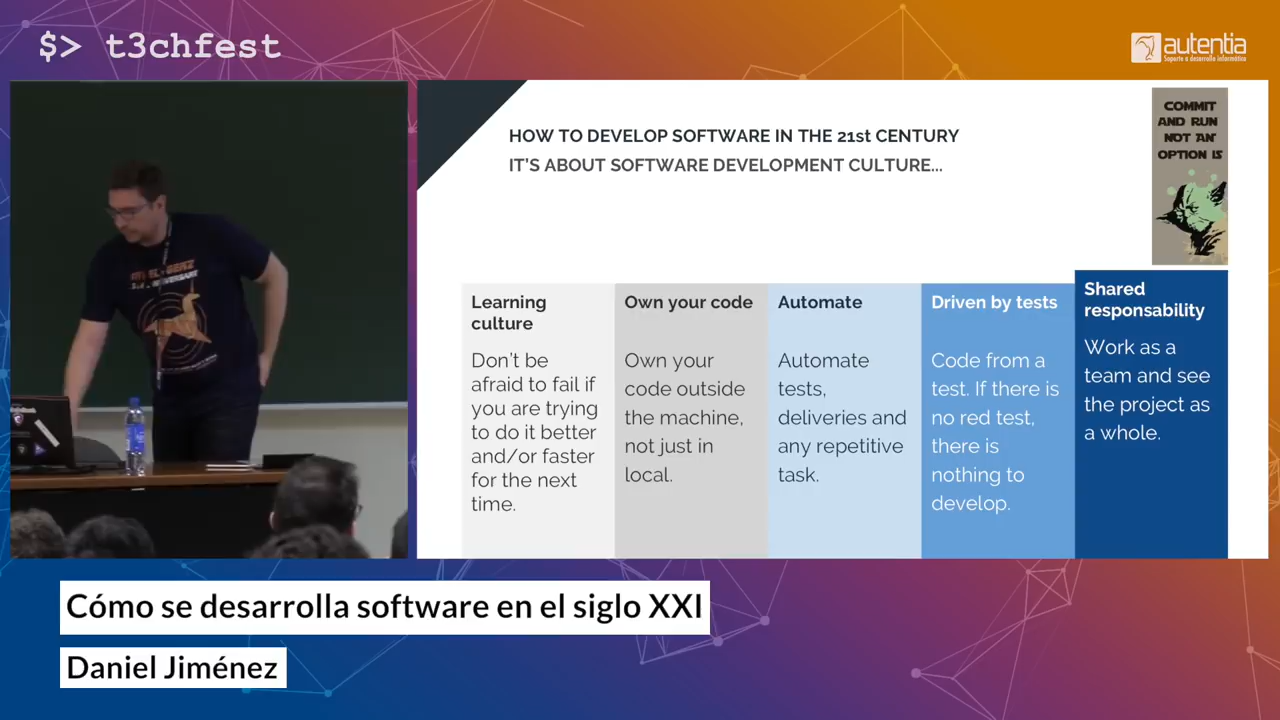 $> t3chfest
autentia
Soporte a desarrollo informático
HOW TO DEVELOP SOFTWARE IN THE 21st CENTURY
IT'S ABOUT SOFTWARE DEVELOPMENT CULTURE...
COMMIT
AND RUN
NOT AN
OPTION IS
Learning
culture
Don't be
afraid to fail if
you are trying
to do it better
and/or faster
for the next
time.
Own your code
Own your
code outside
the machine,
not just in
local.
Automate
Automate
tests,
deliveries and
any repetitive
task.
Driven by tests
Code from a
test. If there is
no red test,
there is
nothing to
develop.
Shared
responsability
Work as a
team and see
the project as
a whole.
Cómo se desarrolla software en el siglo XXI
Daniel Jiménez